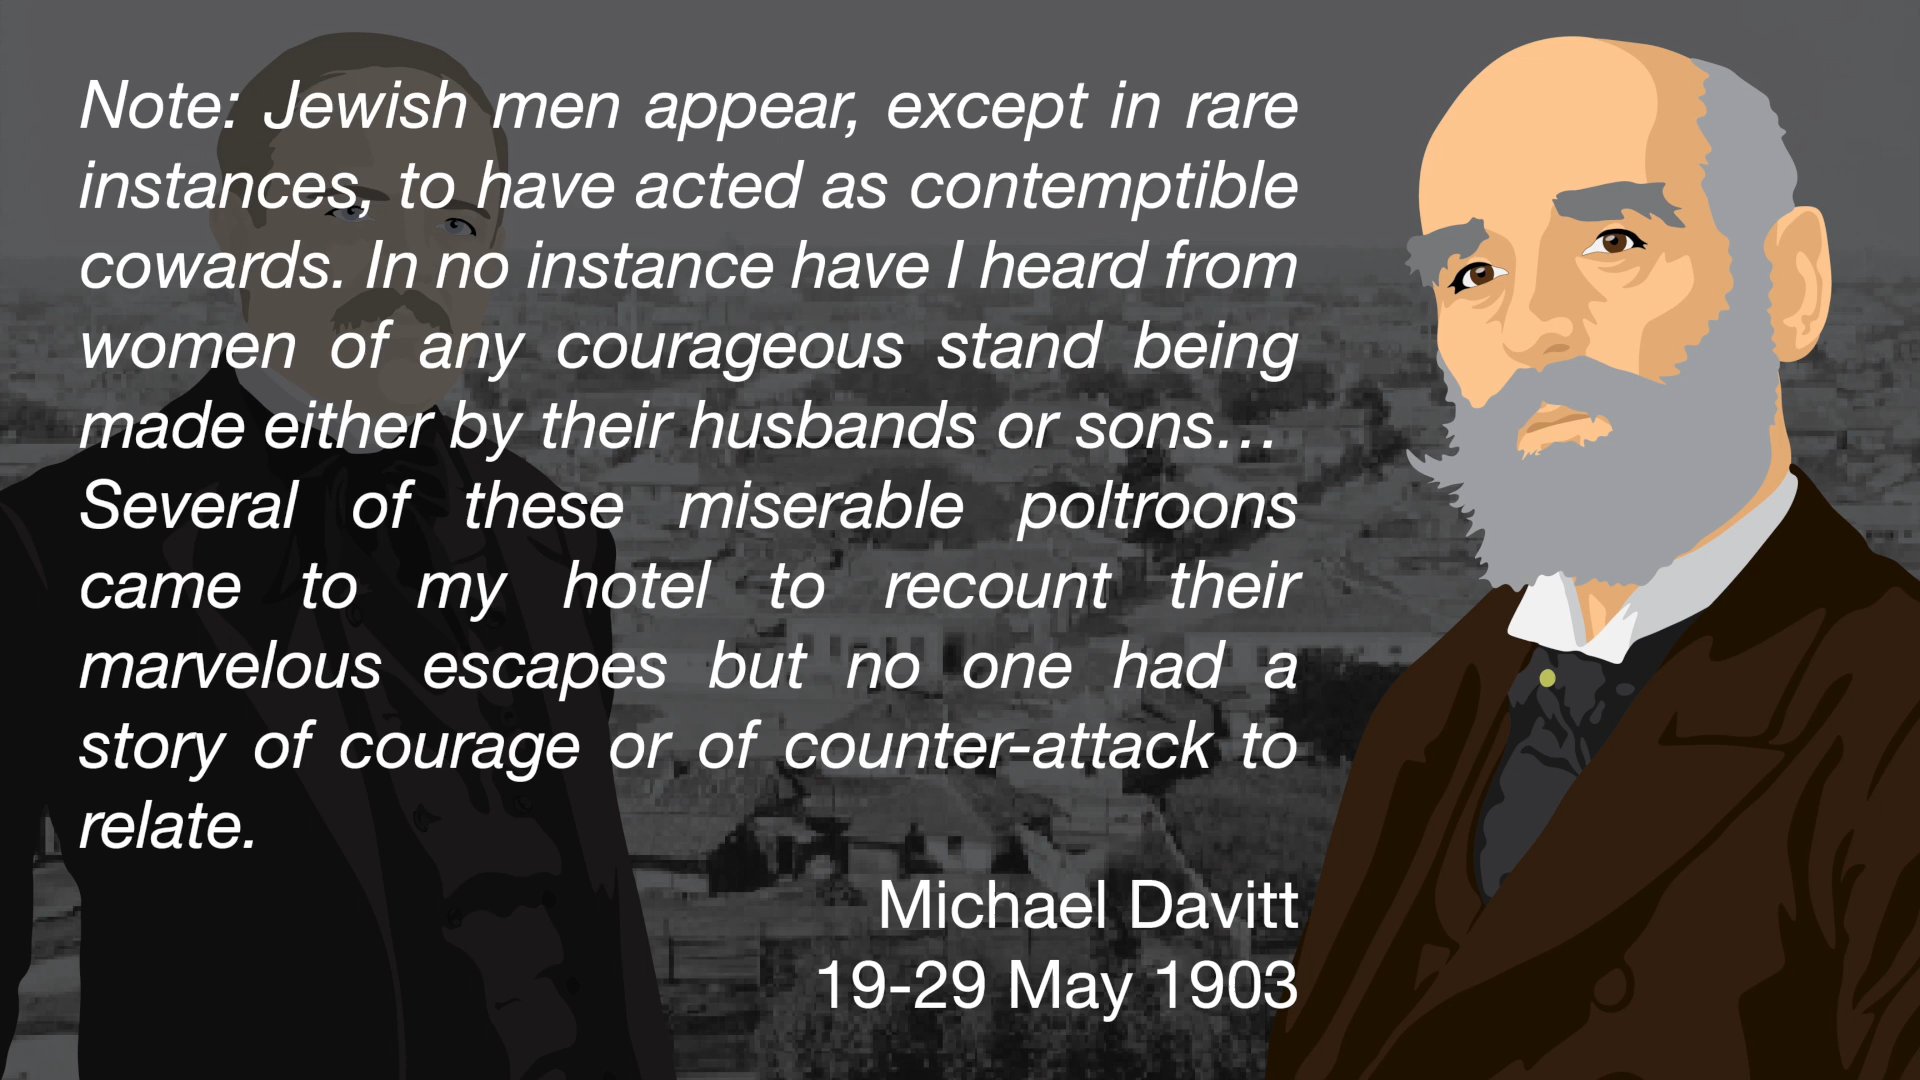 Note: Jewish men appear, except in rare
instances, to have acted as contemptible
cowards. In no instance have I heard from
women of any courageous stand being
made either by their husbands or sons…
Several of these miserable poltroons
came to my hotel to recount their
marvelous escapes but no one had a
story of courage or of counter-attack to
relate.
Michael Davitt
19-29 May 1903